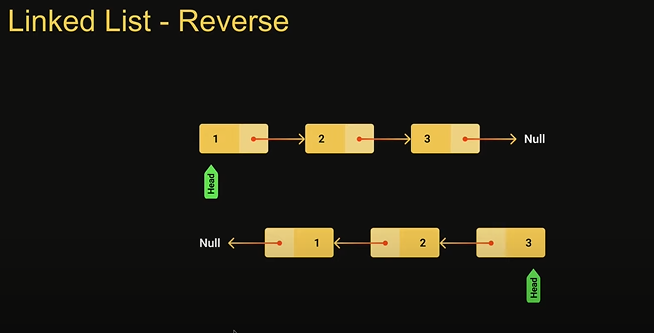 Linked List - Reverse
1 2 3 Null
Head
Null 1 2 3
Head